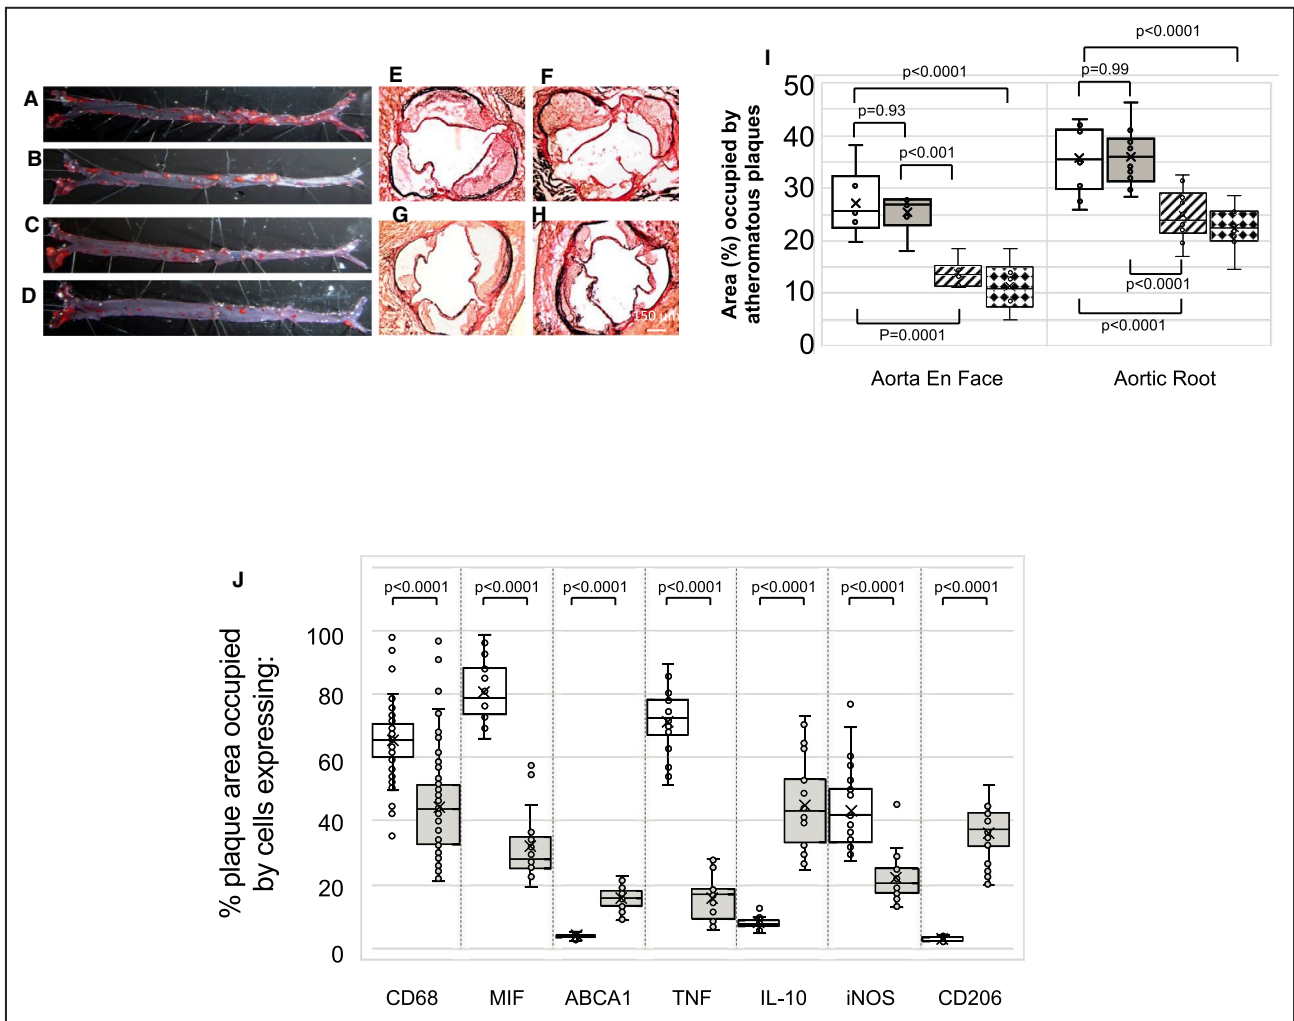 A
B
C
D
E
F
G
H
150 µm
I
p<0.0001
p<0.0001
p=0.99
p=0.93
p<0.001
Area (%) occupied by
atheromatous plaques
50
40
30
20
10
0
p<0.0001
p<0.0001
P=0.0001
Aorta En Face
Aortic Root
J
p<0.0001
p<0.0001
p<0.0001
p<0.0001
p<0.0001
p<0.0001
p<0.0001
% plaque area occupied
by cells expressing:
100
80
60
40
20
0
CD68
MIF
ABCA1
TNF
IL-10
iNOS
CD206